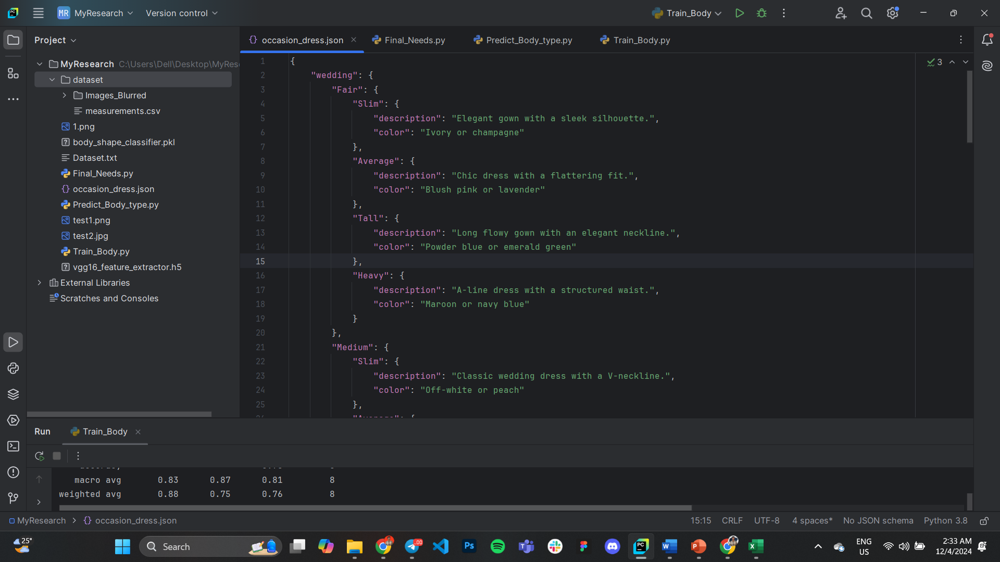 PC
MR MyResearch Version control Train_Body
Project
occasion_dress.json Final_Needs.py Predict_Body_type.py Train_Body.py
MyResearch C:\Users\Dell\Desktop\MyRes
dataset
Images_Blurred
measurements.csv
1.png
body_shape_classifier.pkl
Dataset.txt
Final_Needs.py
occasion_dress.json
Predict_Body_type.py
test1.png
test2.jpg
Train_Body.py
vgg16_feature_extractor.h5
External Libraries
Scratches and Consoles
3
1 {
2 "wedding": {
3 "Fair": {
4 "Slim": {
5 "description": "Elegant gown with a sleek silhouette.",
6 "color": "Ivory or champagne"
7 },
8 "Average": {
9 "description": "Chic dress with a flattering fit.",
10 "color": "Blush pink or lavender"
11 },
12 "Tall": {
13 "description": "Long flowy gown with an elegant neckline.",
14 "color": "Powder blue or emerald green"
15 },
16 "Heavy": {
17 "description": "A-line dress with a structured waist.",
18 "color": "Maroon or navy blue"
19 }
20 },
21 "Medium": {
22 "Slim": {
23 "description": "Classic wedding dress with a V-neckline.",
24 "color": "Off-white or peach"
25 },
Run Train_Body
macro avg 0.83 0.87 0.81 8
weighted avg 0.88 0.75 0.76 8
MyResearch > occasion_dress.json
15:15 CRLF UTF-8 4 spaces* No JSON schema Python 3.8
25°
Search
Ps
ENG
US
2:33 AM
12/4/2024